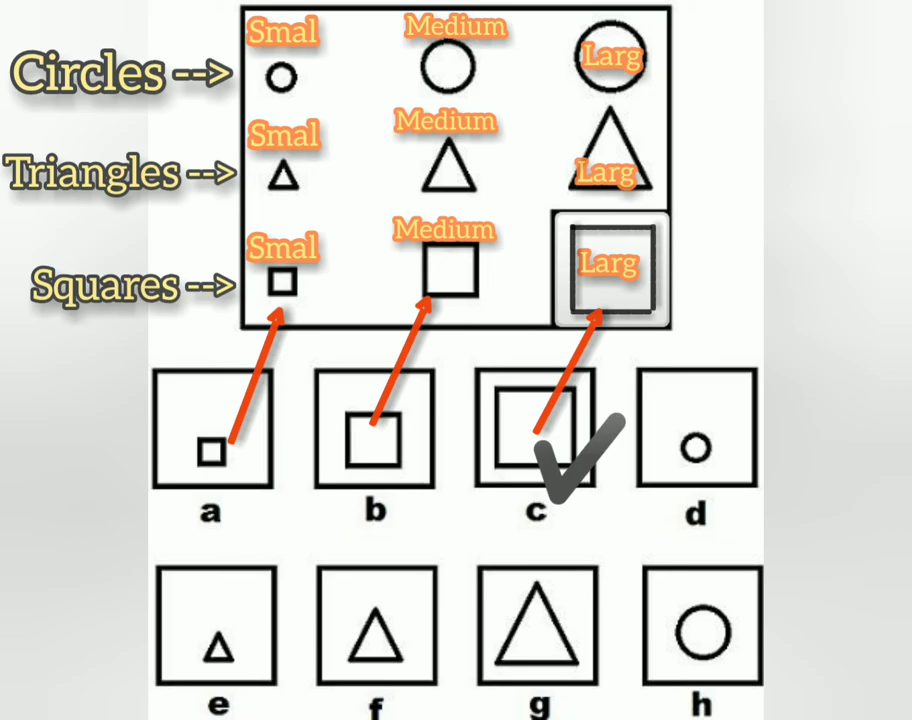 Smal Medium
Circles --> Larg
Smal Medium
Triangles --> Larg
Smal Medium
Squares --> Larg
a b c d
e f g h